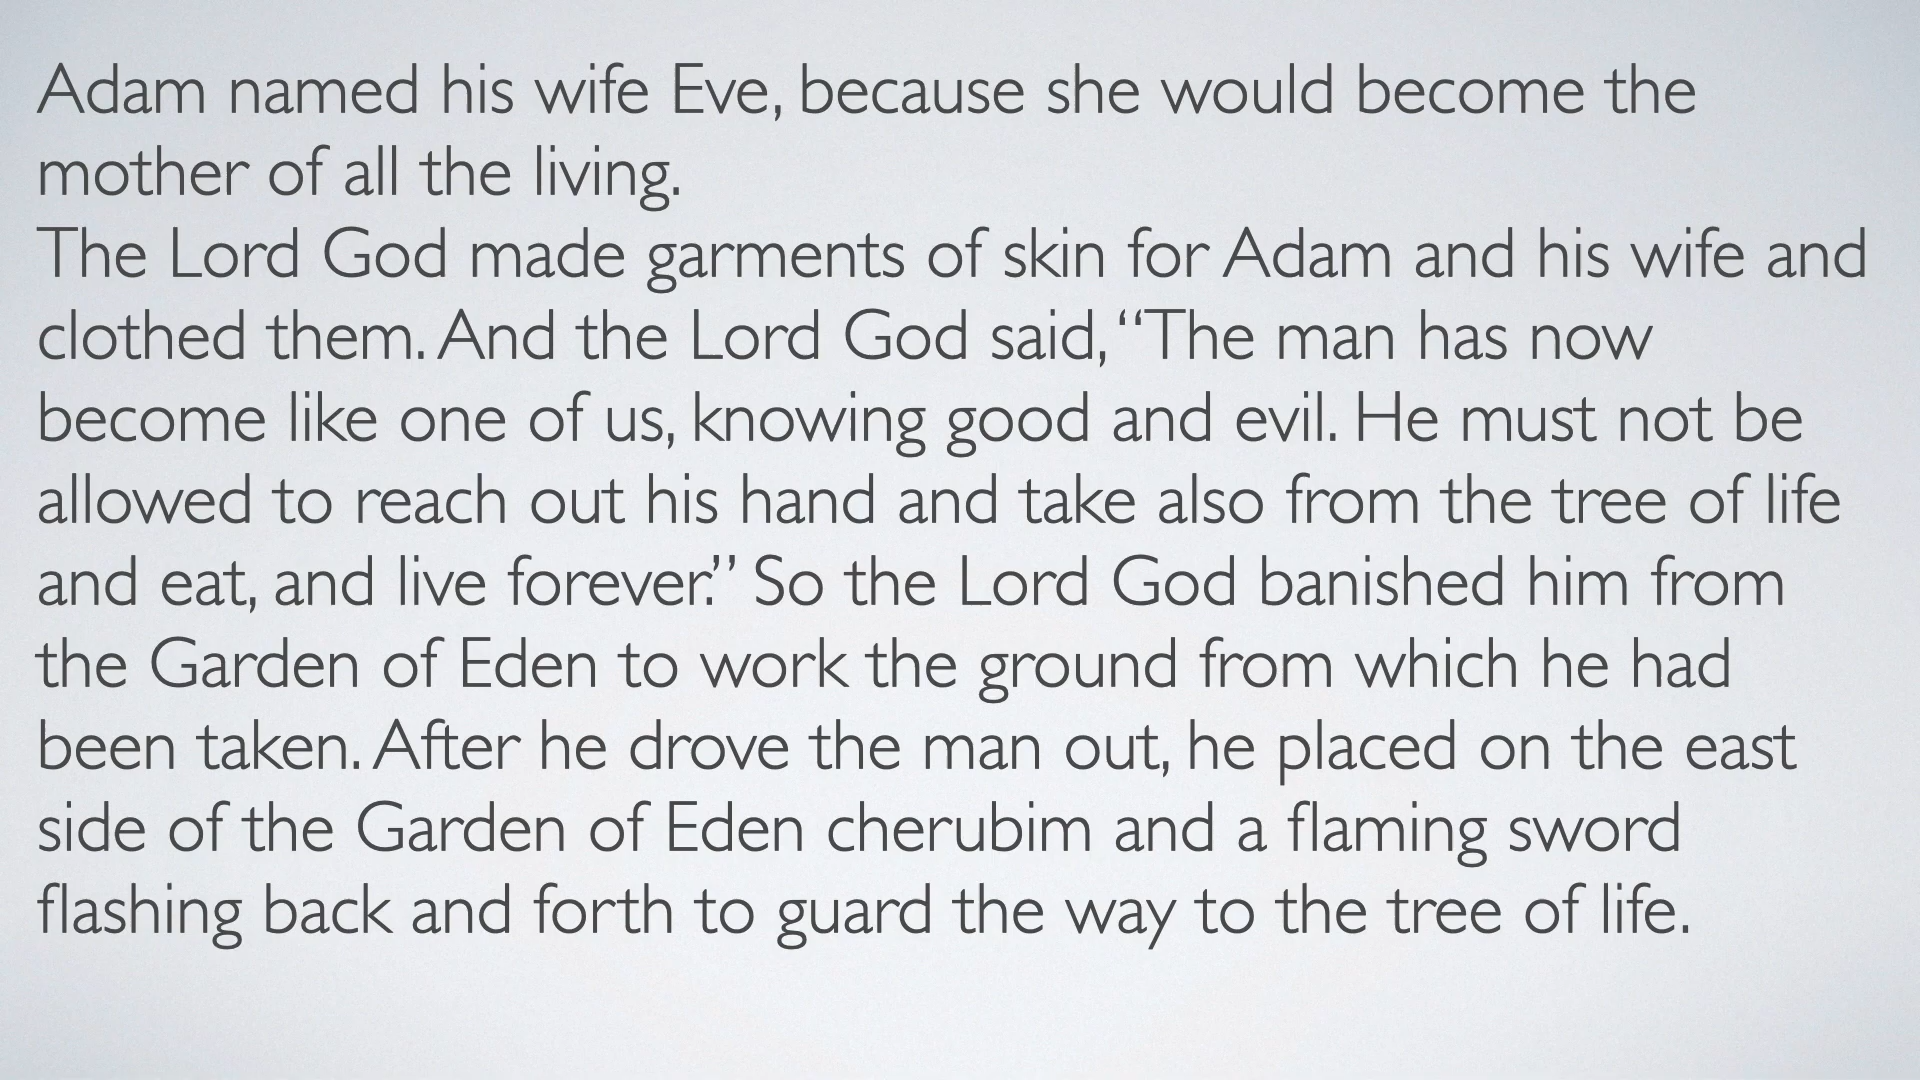 Adam named his wife Eve, because she would become the
mother of all the living.
The Lord God made garments of skin for Adam and his wife and
clothed them. And the Lord God said, “The man has now
become like one of us, knowing good and evil. He must not be
allowed to reach out his hand and take also from the tree of life
and eat, and live forever.” So the Lord God banished him from
the Garden of Eden to work the ground from which he had
been taken. After he drove the man out, he placed on the east
side of the Garden of Eden cherubim and a flaming sword
flashing back and forth to guard the way to the tree of life.